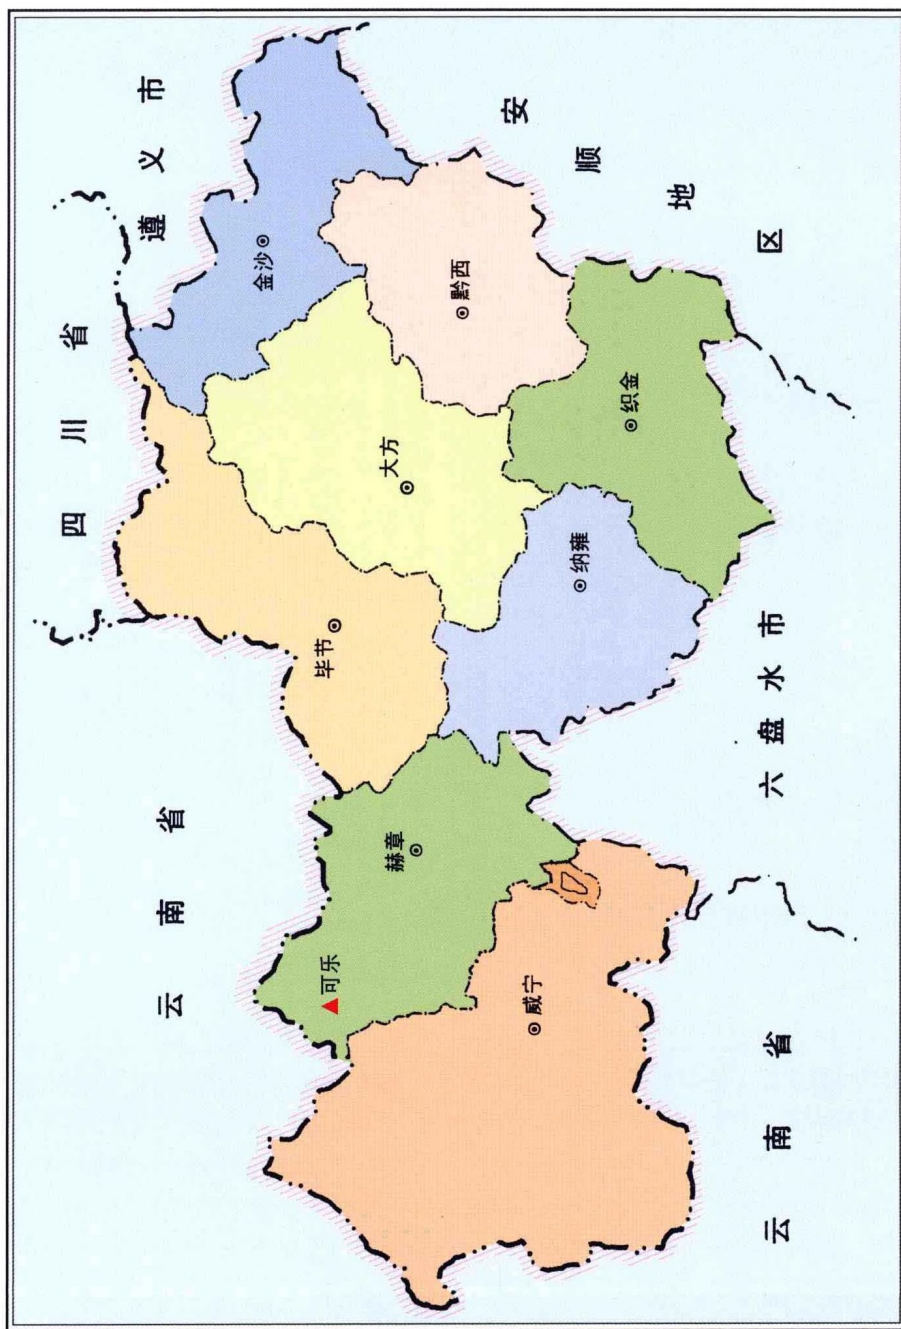 四川省
遵义市
云南省
安顺地区
六盘水市
云南省
金沙
黔西
大方
织金
毕节
纳雍
赫章
可乐
威宁